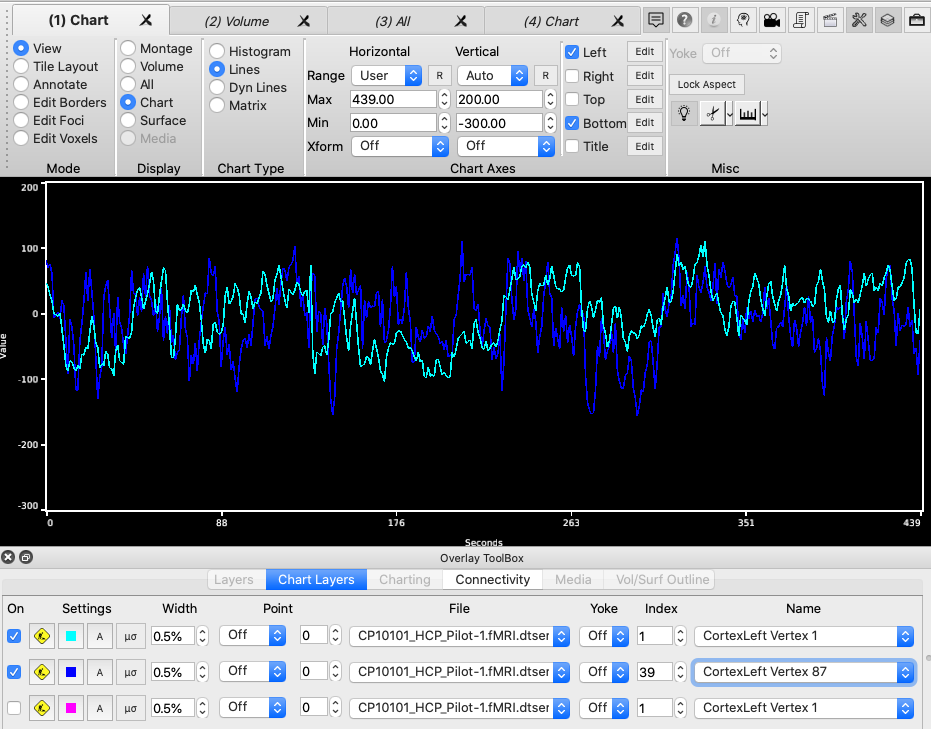 (1) Chart (2) Volume (3) All (4) Chart
View Montage Histogram Horizontal Vertical Left Edit Yoke Off
Tile Layout Volume Lines Range User R Auto R Right Edit
Annotate All Dyn Lines Max 439.00 200.00 Top Edit Lock Aspect
Edit Borders Chart Matrix Min 0.00 -300.00 Bottom Edit
Edit Foci Surface Xform Off Off Title Edit
Edit Voxels Media
Mode Display Chart Type Chart Axes Misc
200
100
0
-100
-200
-300
Value
0 88 176 263 351 439
Seconds
Overlay ToolBox
Layers Chart Layers Charting Connectivity Media Vol/Surf Outline
On Settings Width Point File Yoke Index Name
A μσ 0.5% Off 0 CP10101_HCP_Pilot-1.fMRI.dtser Off 1 CortexLeft Vertex 1
A μσ 0.5% Off 0 CP10101_HCP_Pilot-1.fMRI.dtser Off 39 CortexLeft Vertex 87
A μσ 0.5% Off 0 CP10101_HCP_Pilot-1.fMRI.dtser Off 1 CortexLeft Vertex 1